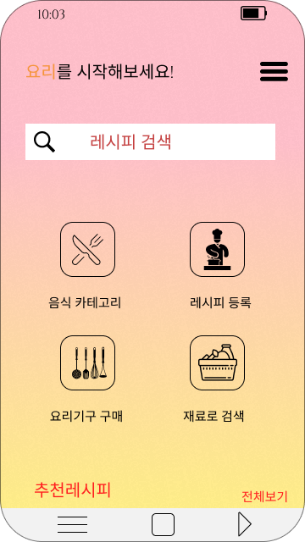 10:03
요리를 시작해보세요!
레시피 검색
음식 카테고리
레시피 등록
요리기구 구매
재료로 검색
추천레시피
전체보기